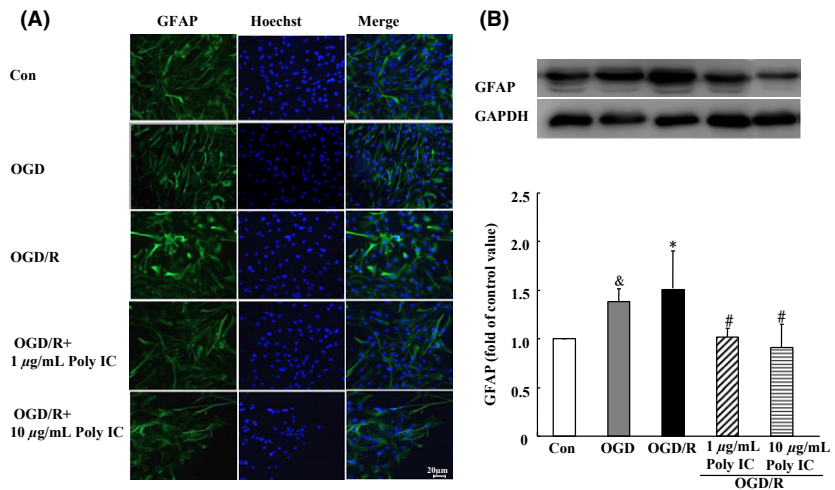 (A)
GFAP Hoechst Merge
Con
OGD
OGD/R
OGD/R+
1 µg/mL Poly IC
OGD/R+
10 µg/mL Poly IC
20µm
(B)
GFAP
GAPDH
GFAP (fold of control value)
2.5
2.0
1.5
1.0
0.5
0
& * # #
Con OGD OGD/R 1 µg/mL 10 µg/mL
Poly IC Poly IC
OGD/R